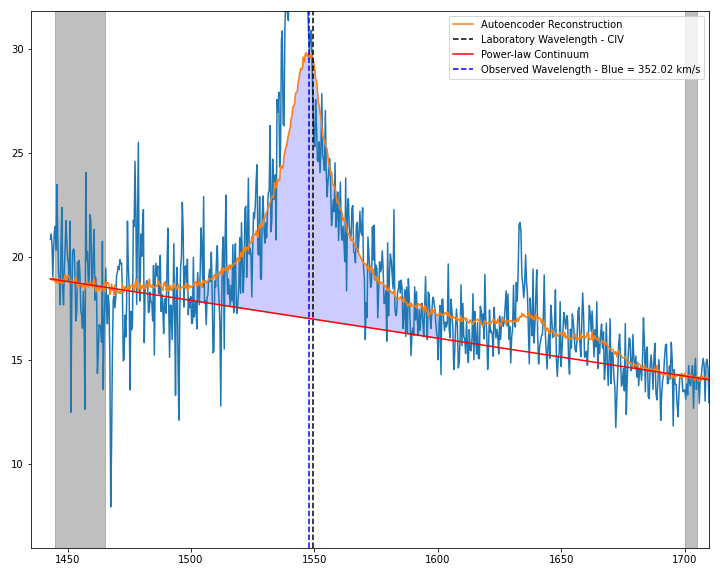 Autoencoder Reconstruction
Laboratory Wavelength - CIV
Power-law Continuum
Observed Wavelength - Blue = 352.02 km/s
30
25
20
15
10
1450 1500 1550 1600 1650 1700